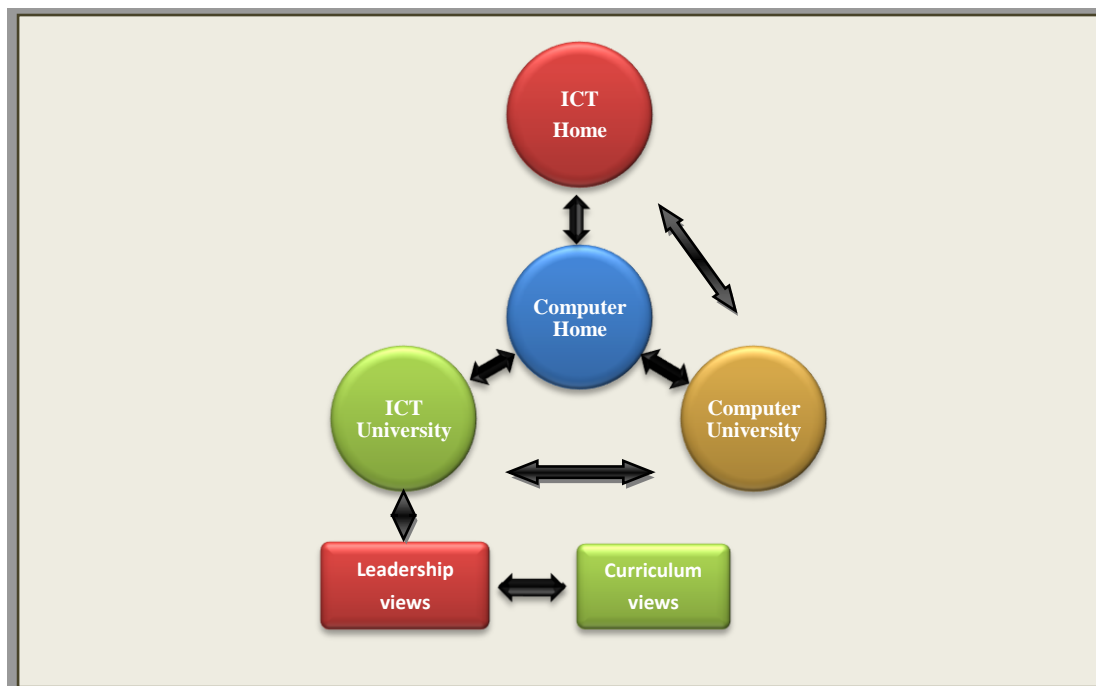 ICT
Home
Computer
Home
ICT
University
Computer
University
Leadership
views
Curriculum
views